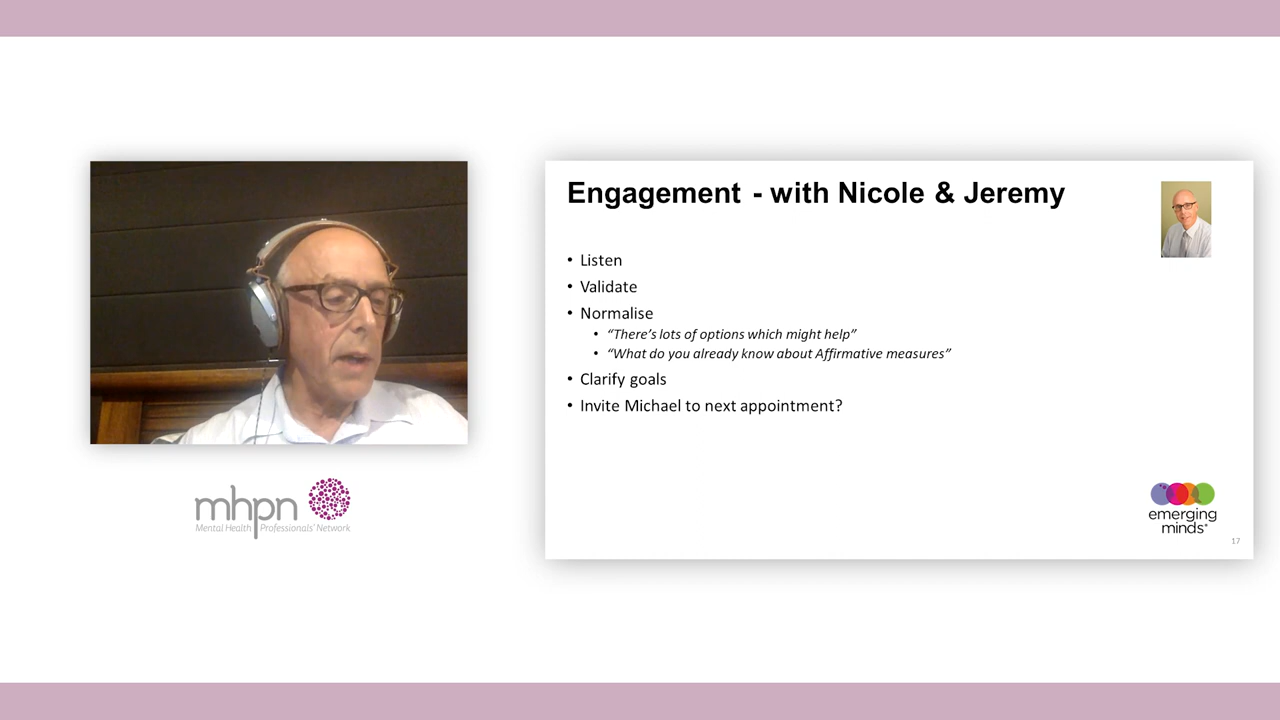 Engagement - with Nicole & Jeremy
• Listen
• Validate
• Normalise
• “There’s lots of options which might help”
• “What do you already know about Affirmative measures”
• Clarify goals
• Invite Michael to next appointment?
mhpn
Mental Health Professionals’ Network
emerging
minds
17